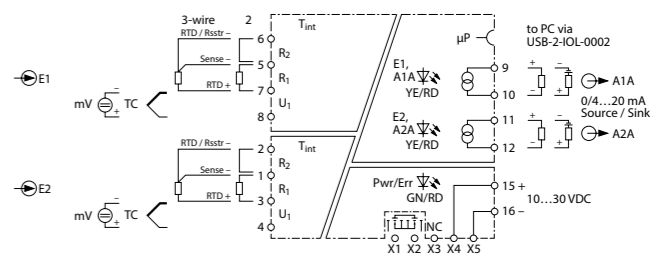 3-wire 2
RTD / Rsstr –
Sense –
RTD +
E1
mV – + TC
6
5
7
8
Tint
R2
R1
U1
µP
to PC via
USB-2-IOL-0002
E1,
A1A
YE/RD
9
10
+ – – +
A1A
0/4…20 mA
Source / Sink
E2,
A2A
YE/RD
11
12
+ – – +
A2A
RTD / Rsstr –
Sense –
RTD +
E2
mV – + TC
2
1
3
4
Tint
R2
R1
U1
Pwr/Err
GN/RD
15 +
16 –
10…30 VDC
NC
X1 X2 X3 X4 X5